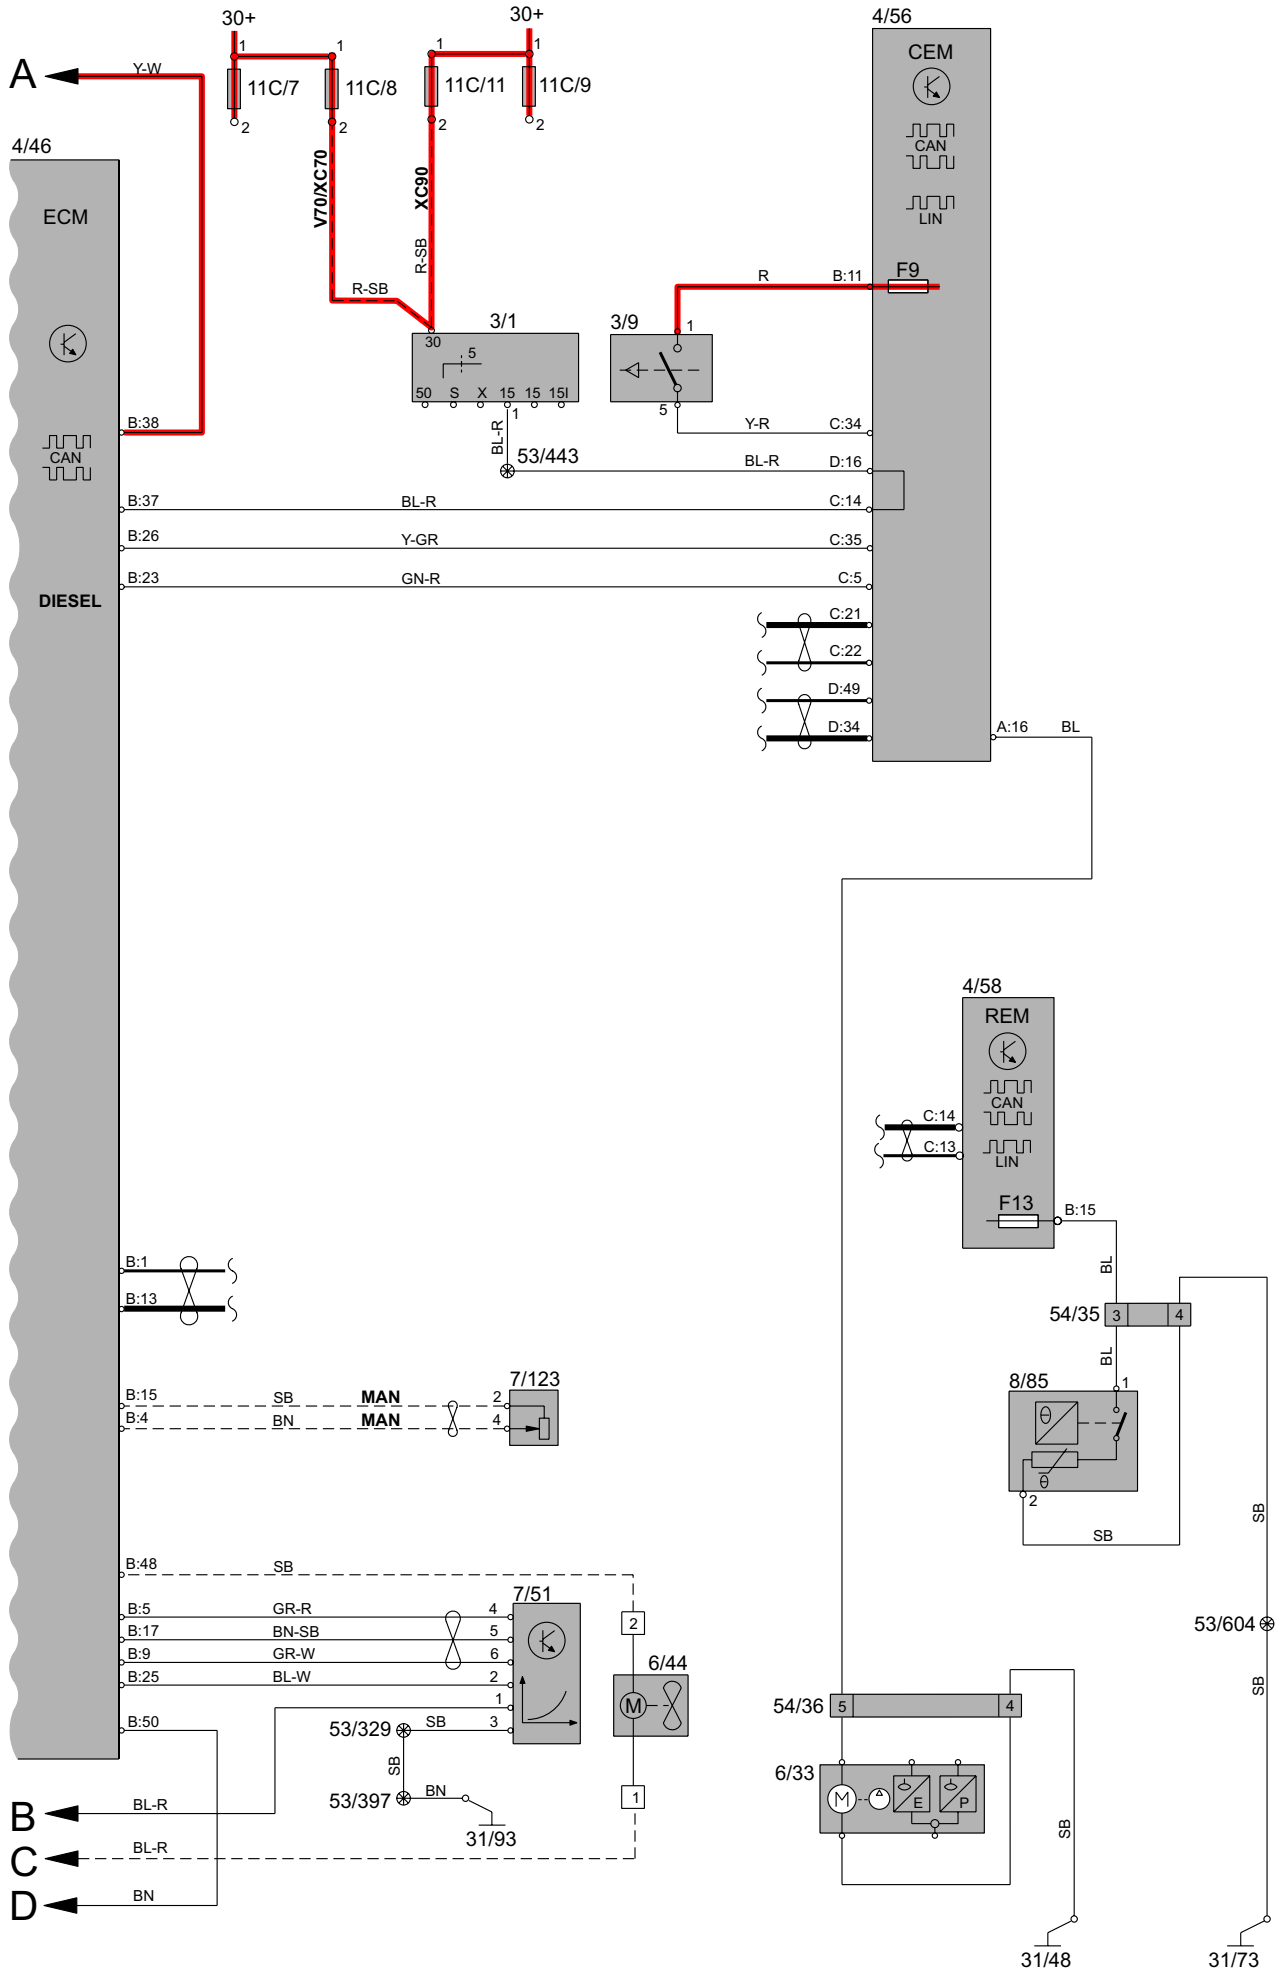 30+
30+
4/56
A
Y-W
1
1
1
1
CEM
11C/7
11C/8
11C/11
11C/9
2
2
2
2
CAN
4/46
ECM
V70/XC70
XC90
LIN
R-SB
R-SB
R
B:11
F9
3/1
3/9
1
30
5
50
S
X
15
15
15I
1
5
B:38
BL-R
Y-R
C:34
CAN
53/443
BL-R
D:16
B:37
BL-R
C:14
B:26
Y-GR
C:35
B:23
GN-R
C:5
DIESEL
C:21
C:22
D:49
D:34
A:16
BL
4/58
REM
CAN
C:14
C:13
LIN
F13
B:15
BL
B:1
B:13
54/35
3
4
BL
7/123
8/85
1
B:15
SB
MAN
2
B:4
BN
MAN
4
θ
θ
2
SB
SB
B:48
SB
7/51
B:5
GR-R
4
2
B:17
BN-SB
5
53/604
B:9
GR-W
6
6/44
B:25
BL-W
2
SB
1
M
54/36
5
4
B:50
53/329
SB
3
SB
6/33
53/397
BN
1
M
E
P
B
BL-R
31/93
SB
C
BL-R
D
BN
31/48
31/73